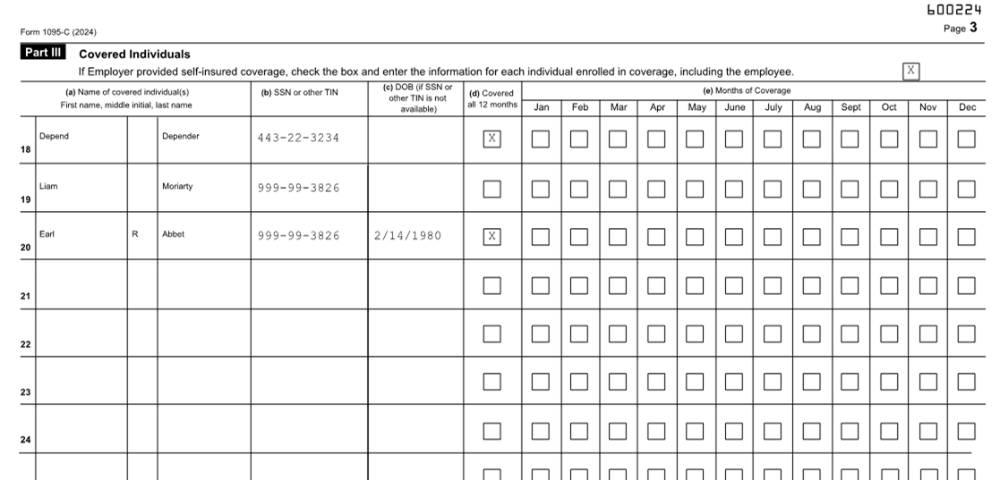 600224
Form 1095-C (2024)
Page 3
Part III Covered Individuals
If Employer provided self-insured coverage, check the box and enter the information for each individual enrolled in coverage, including the employee. X
(a) Name of covered individual(s)
First name, middle initial, last name
(b) SSN or other TIN
(c) DOB (if SSN or
other TIN is not
available)
(d) Covered
all 12 months
(e) Months of Coverage
Jan Feb Mar Apr May June July Aug Sept Oct Nov Dec
18 Depend Depender 443-22-3234 X
19 Liam Moriarty 999-99-3826
20 Earl R Abbet 999-99-3826 2/14/1980 X
21
22
23
24